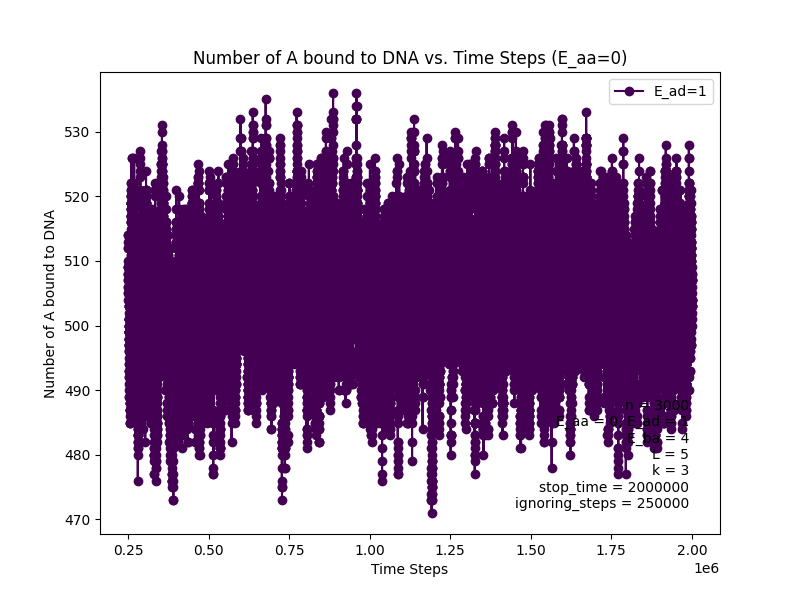 Number of A bound to DNA vs. Time Steps (E_aa=0)
E_ad=1
Number of A bound to DNA
530
520
510
500
490
480
470
n = 3000
E_aa = 0, E_ad = 1
E_ba = 4
L = 5
k = 3
stop_time = 2000000
ignoring_steps = 250000
0.25 0.50 0.75 1.00 1.25 1.50 1.75 2.00
1e6
Time Steps